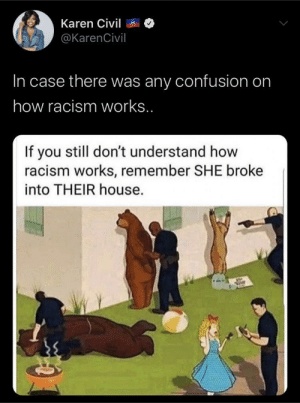 Karen Civil
@KarenCivil
In case there was any confusion on
how racism works..
If you still don't understand how
racism works, remember SHE broke
into THEIR house.